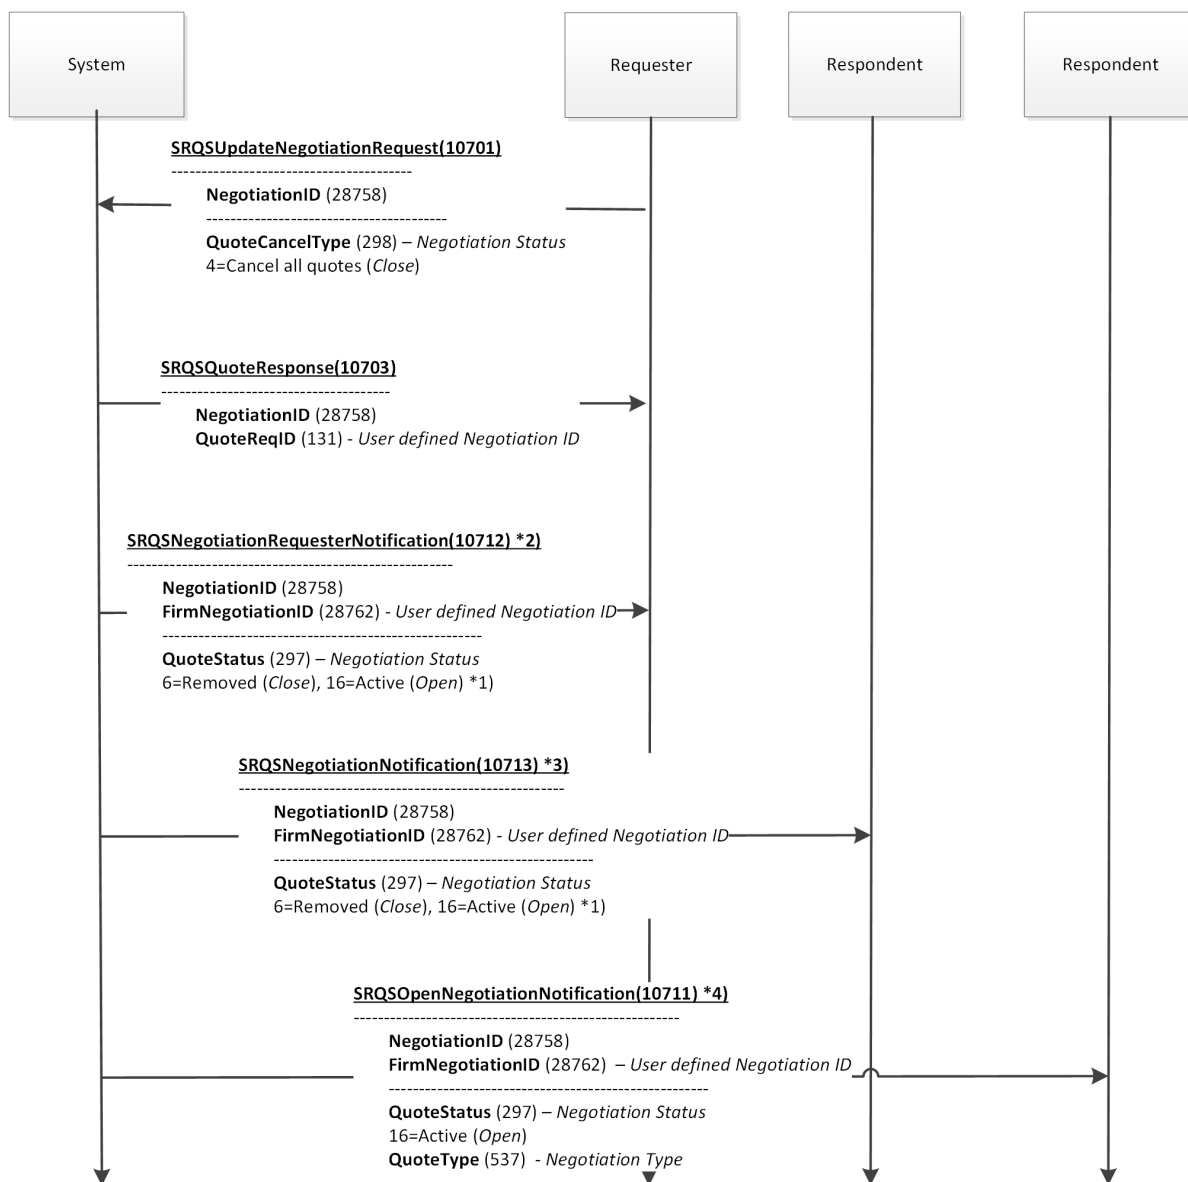 System
Requester
Respondent
Respondent
SRQSUpdateNegotiationRequest(10701)
----------------------------------------
NegotiationID (28758)
----------------------------------------
QuoteCancelType (298) – Negotiation Status
4=Cancel all quotes (Close)
SRQSQuoteResponse(10703)
--------------------------------------
NegotiationID (28758)
QuoteReqID (131) - User defined Negotiation ID
SRQSNegotiationRequesterNotification(10712) *2)
------------------------------------------------------
NegotiationID (28758)
FirmNegotiationID (28762) - User defined Negotiation ID
-----------------------------------------------------
QuoteStatus (297) – Negotiation Status
6=Removed (Close), 16=Active (Open) *1)
SRQSNegotiationNotification(10713) *3)
------------------------------------------------------
NegotiationID (28758)
FirmNegotiationID (28762) - User defined Negotiation ID
-----------------------------------------------------
QuoteStatus (297) – Negotiation Status
6=Removed (Close), 16=Active (Open) *1)
SRQSOpenNegotiationNotification(10711) *4)
------------------------------------------------------
NegotiationID (28758)
FirmNegotiationID (28762) – User defined Negotiation ID
-----------------------------------------------------
QuoteStatus (297) – Negotiation Status
16=Active (Open)
QuoteType (537) - Negotiation Type